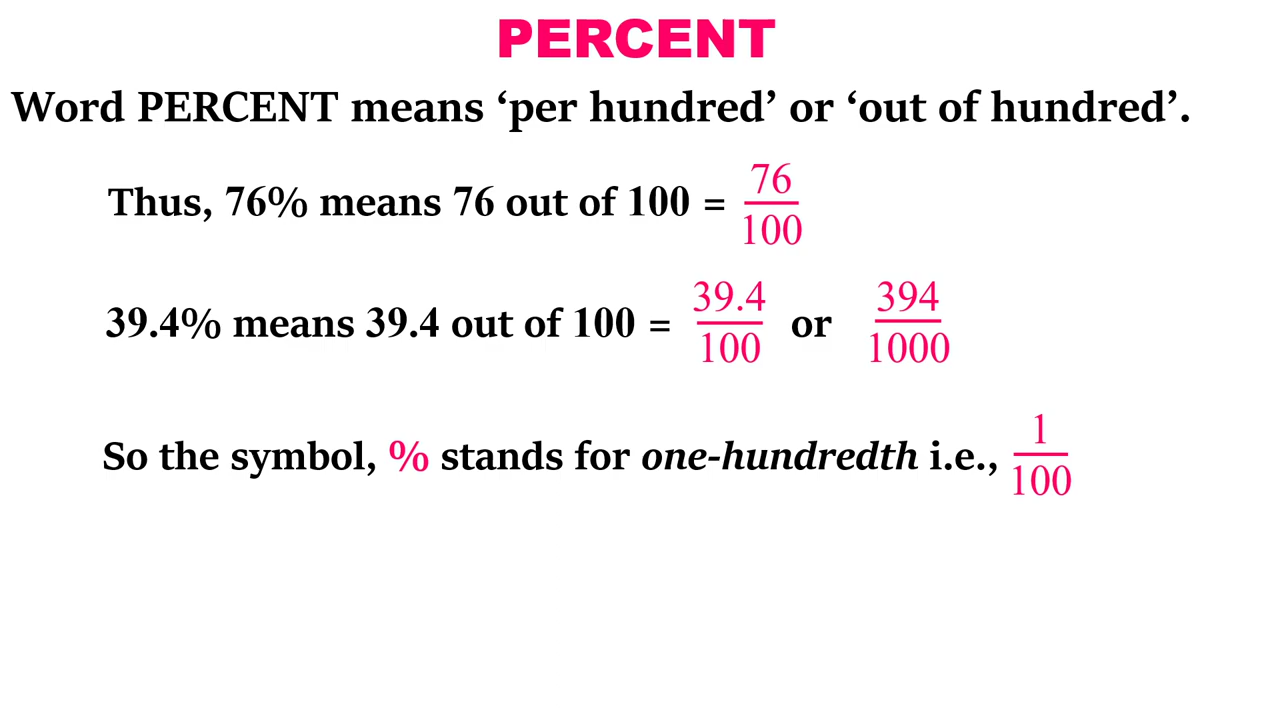 PERCENT
Word PERCENT means ‘per hundred’ or ‘out of hundred’.
Thus, 76% means 76 out of 100 = 76/100
39.4% means 39.4 out of 100 = 39.4/100 or 394/1000
So the symbol, % stands for one-hundredth i.e., 1/100